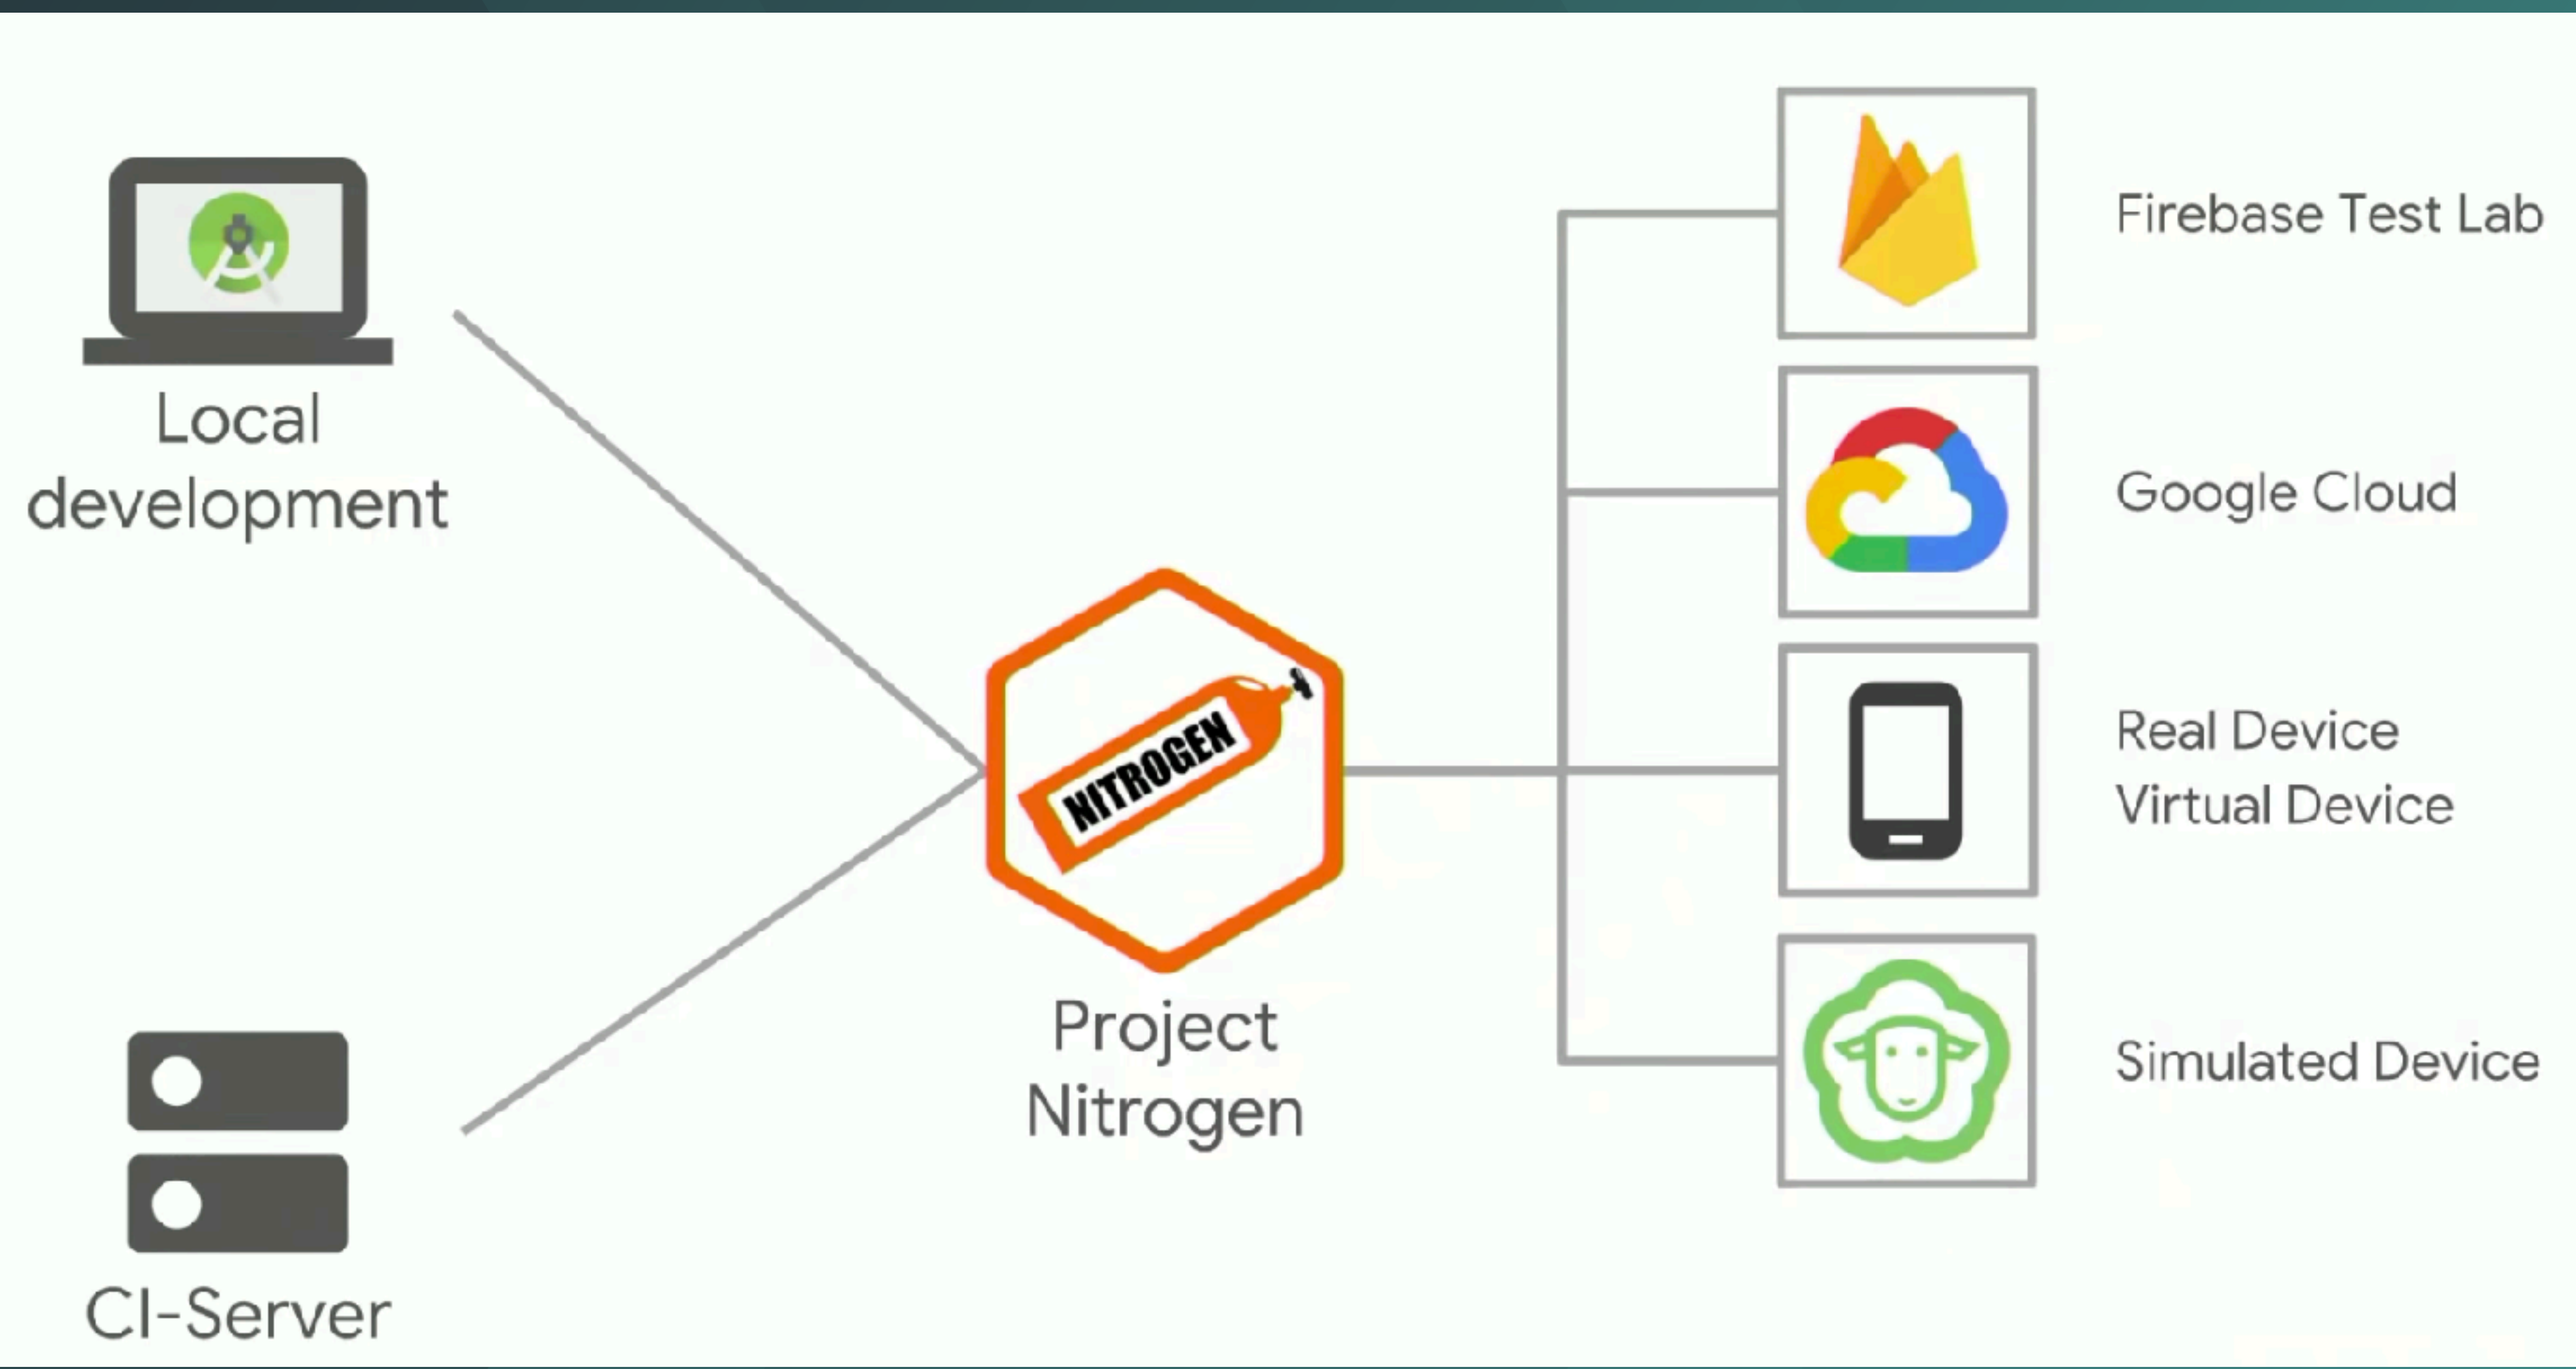 Local
development
CI-Server
NITROGEN
Project
Nitrogen
Firebase Test Lab
Google Cloud
Real Device
Virtual Device
Simulated Device